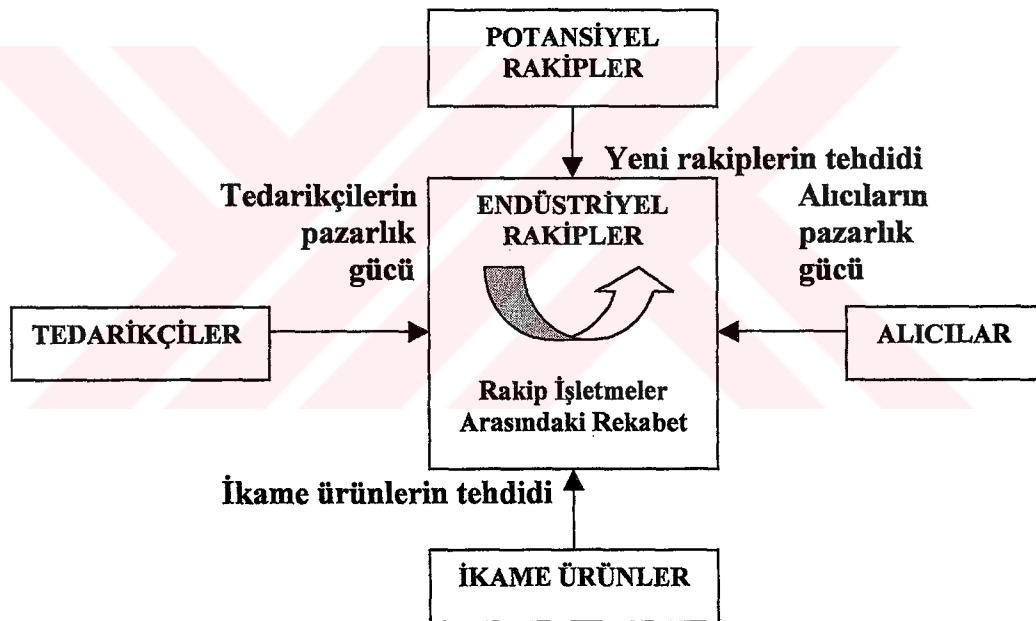 POTANSİYEL
RAKİPLER
Yeni rakiplerin tehdidi
Tedarikçilerin
pazarlık
gücü
ENDÜSTRİYEL
RAKİPLER
Alıcıların
pazarlık
gücü
TEDARİKÇİLER
ALICILAR
Rakip İşletmeler
Arasındaki Rekabet
İkame ürünlerin tehdidi
İKAME ÜRÜNLER